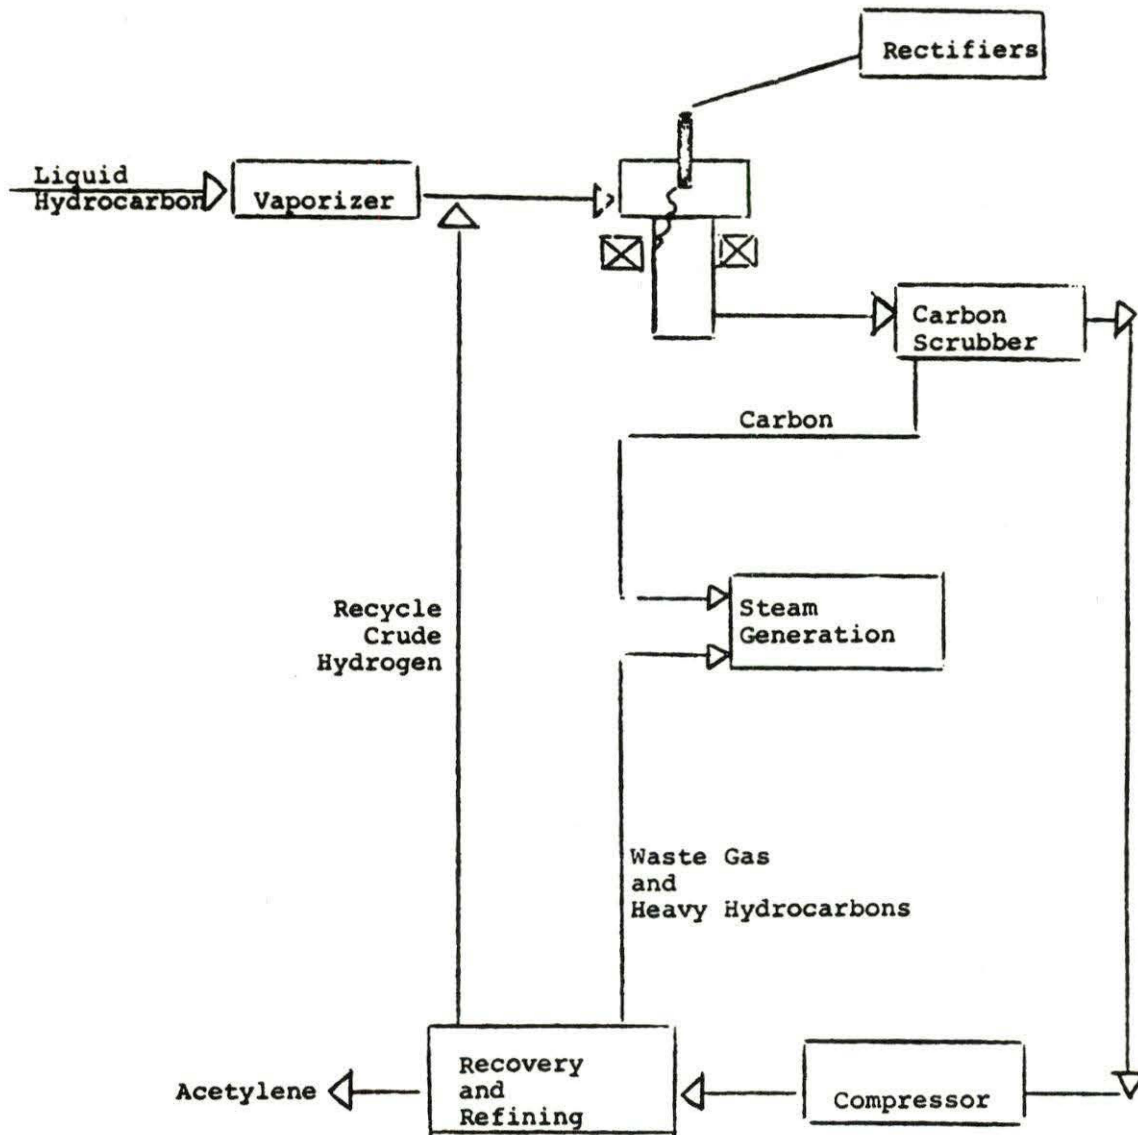 Rectifiers
Liquid
Hydrocarbon
Vaporizer
Carbon
Scrubber
Carbon
Steam
Generation
Recycle
Crude
Hydrogen
Waste Gas
and
Heavy Hydrocarbons
Recovery
and
Refining
Acetylene
Compressor